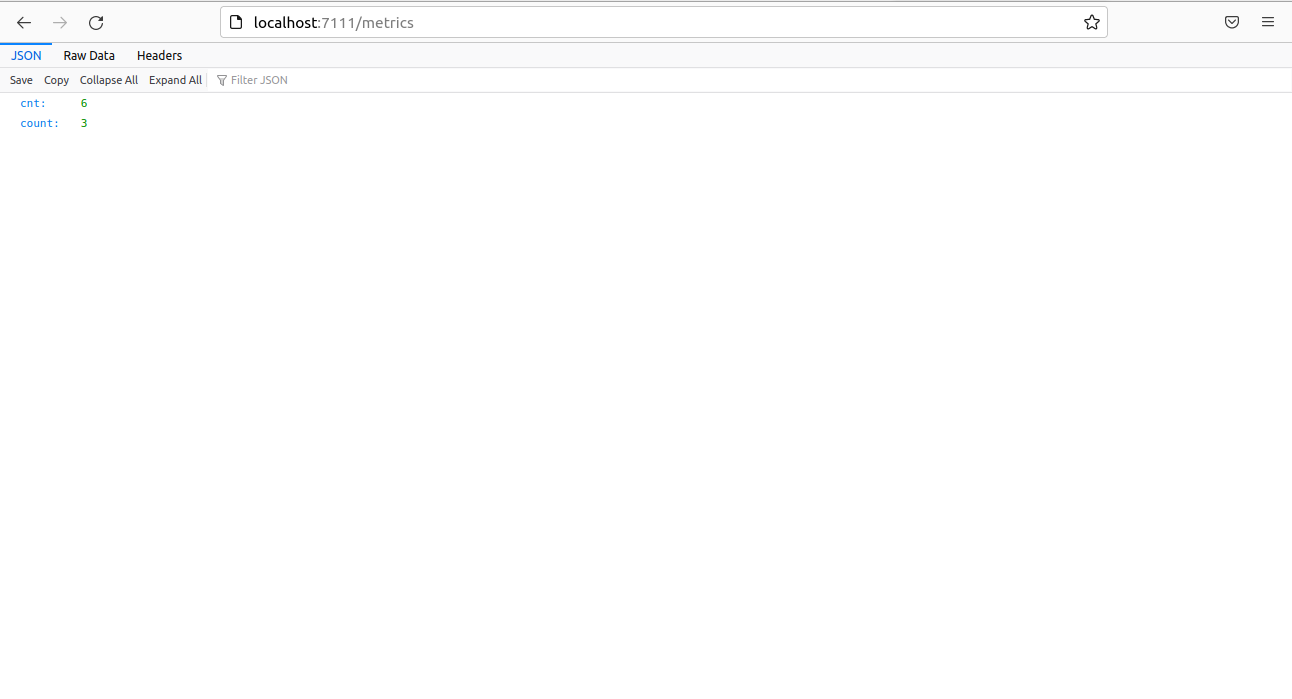 localhost:7111/metrics
JSON Raw Data Headers
Save Copy Collapse All Expand All Filter JSON
cnt: 6
count: 3